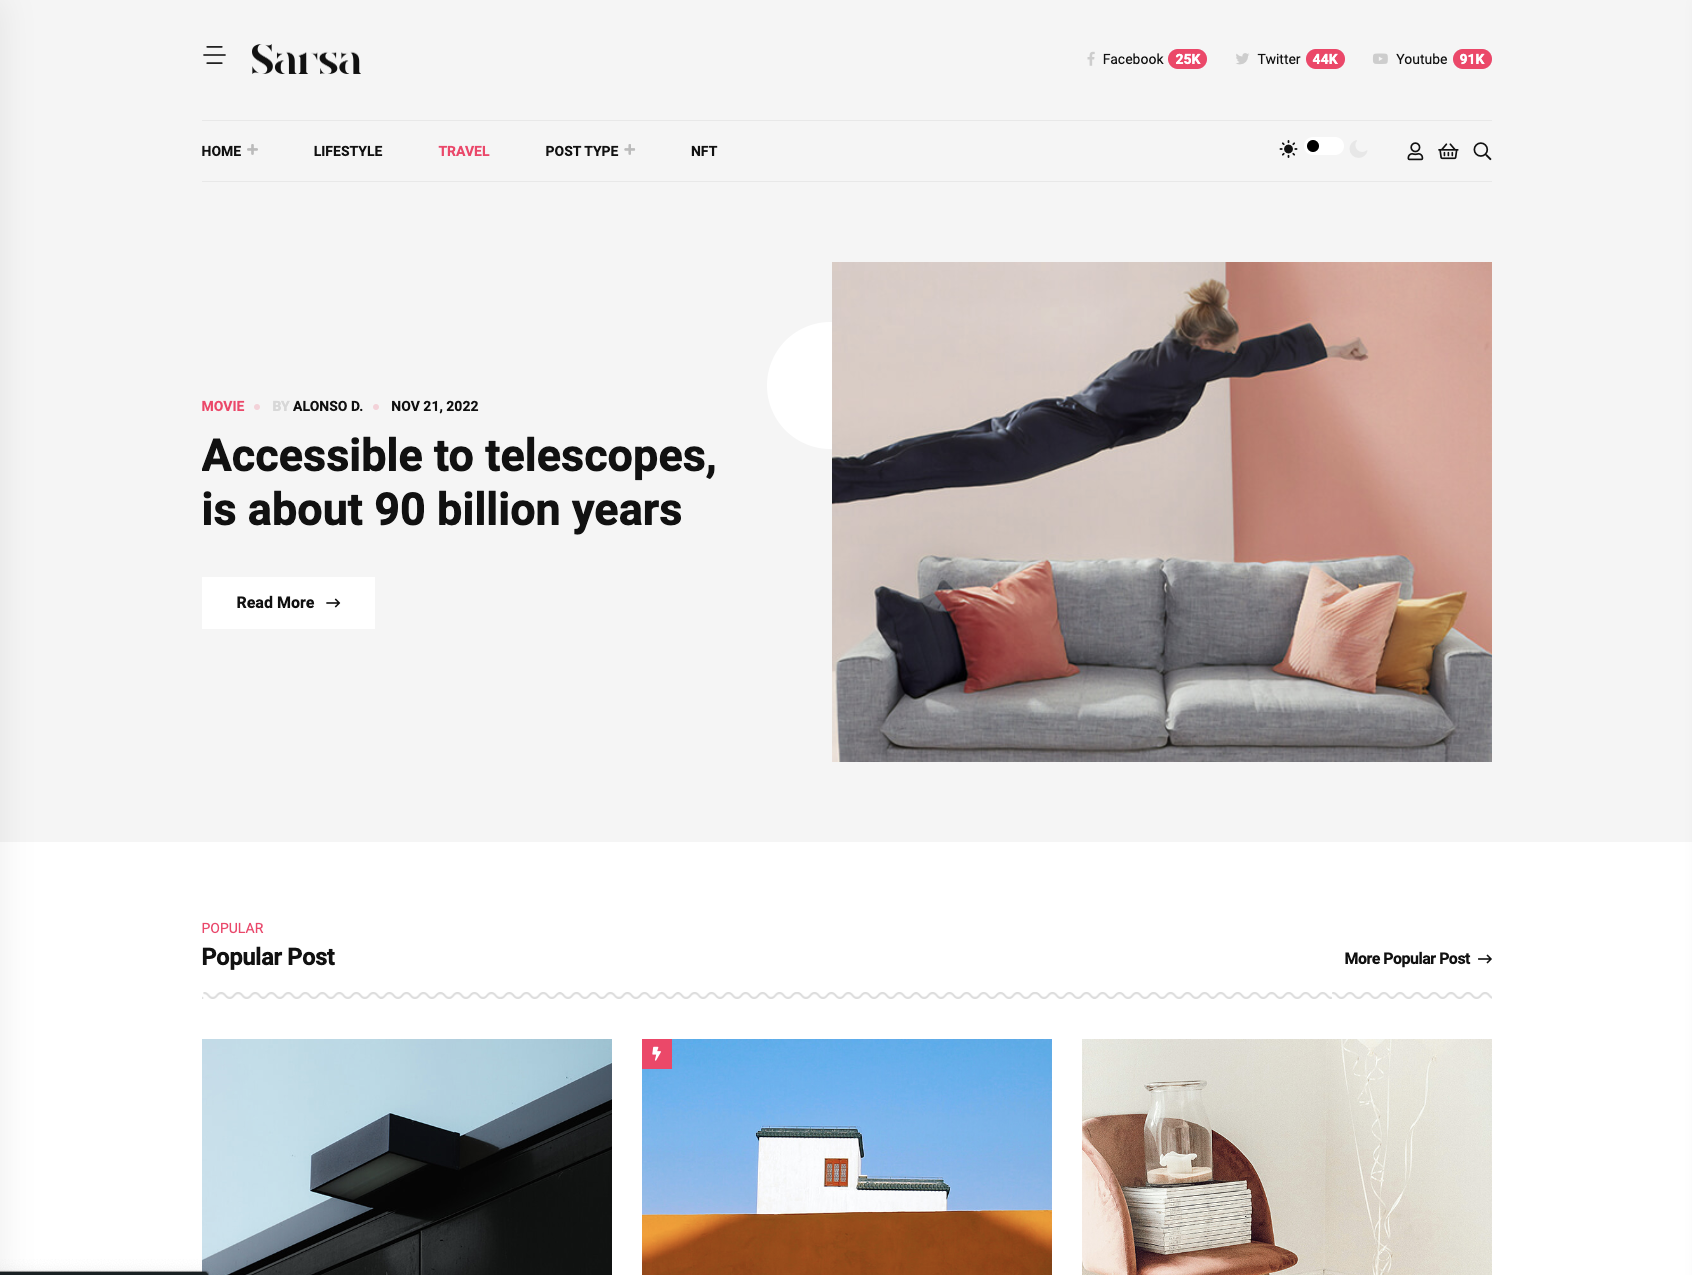 Sarsa
Facebook 25K Twitter 44K Youtube 91K
HOME LIFESTYLE TRAVEL POST TYPE NFT
MOVIE BY ALONSO D. NOV 21, 2022
Accessible to telescopes,
is about 90 billion years
Read More
POPULAR
Popular Post
More Popular Post